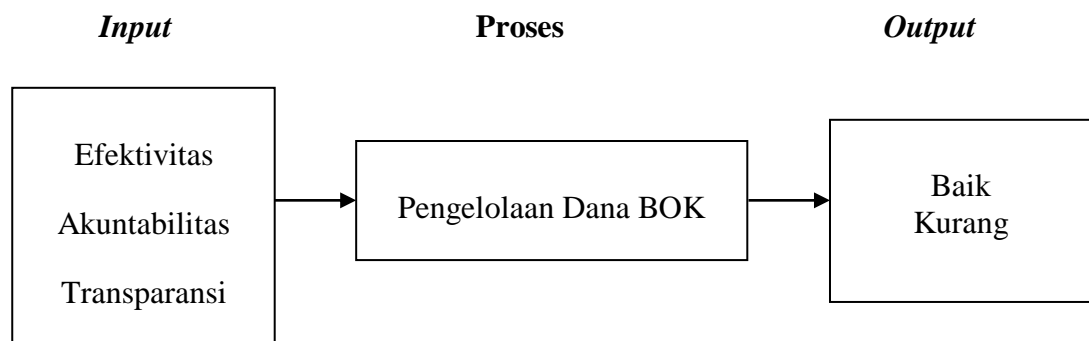 Input Proses Output
Efektivitas
Akuntabilitas
Transparansi
Pengelolaan Dana BOK
Baik
Kurang